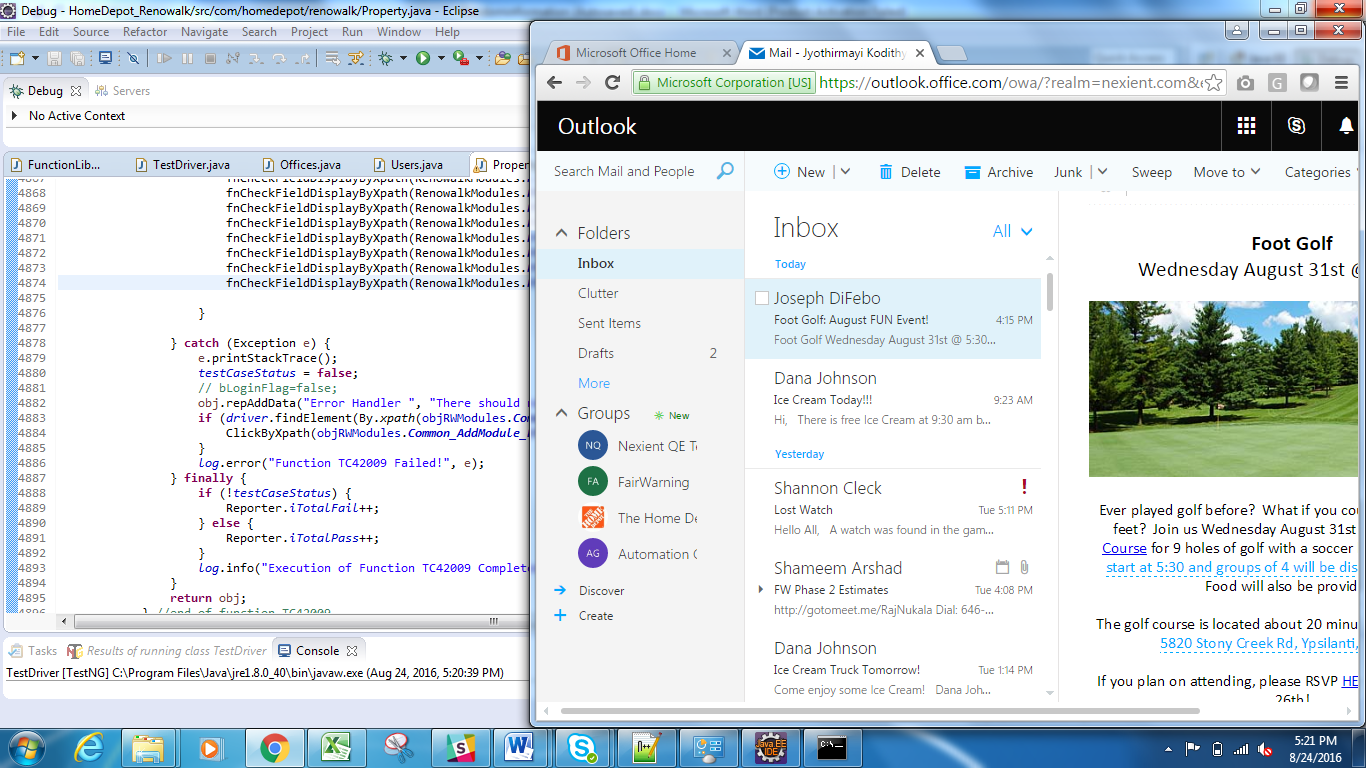 Debug - HomeDepot_Renowalk/src/com/homedepot/renowalk/Property.java - Eclipse
File Edit Source Refactor Navigate Search Project Run Window Help
Debug Servers
No Active Context
FunctionLib... TestDriver.java Offices.java Users.java Proper
4868 fnCheckFieldDisplayByXpath(RenowalkModules.
4869 fnCheckFieldDisplayByXpath(RenowalkModules.
4870 fnCheckFieldDisplayByXpath(RenowalkModules.
4871 fnCheckFieldDisplayByXpath(RenowalkModules.
4872 fnCheckFieldDisplayByXpath(RenowalkModules.
4873 fnCheckFieldDisplayByXpath(RenowalkModules.
4874 fnCheckFieldDisplayByXpath(RenowalkModules.
4875
4876 }
4877
4878 } catch (Exception e) {
4879 e.printStackTrace();
4880 testCaseStatus = false;
4881 // bLoginFlag=false;
4882 obj.repAddData("Error Handler ", "There should
4883 if (driver.findElement(By.xpath(objRWModules.Com
4884 ClickByXpath(objRWModules.Common_AddModule_
4885 }
4886 log.error("Function TC42009 Failed!", e);
4887 } finally {
4888 if (!testCaseStatus) {
4889 Reporter.iTotalFail++;
4890 } else {
4891 Reporter.iTotalPass++;
4892 }
4893 log.info("Execution of Function TC42009 Complete
4894 }
4895 return obj;
4896 } //end of function TC42009
Tasks Results of running class TestDriver Console
TestDriver [TestNG] C:\Program Files\Java\jre1.8.0_40\bin\javaw.exe (Aug 24, 2016, 5:20:39 PM)
Microsoft Office Home Mail - Jyothirmayi Kodithy
Microsoft Corporation [US] https://outlook.office.com/owa/?realm=nexient.com&e
Outlook
Search Mail and People
New Delete Archive Junk Sweep Move to Categories
Folders
Inbox
Clutter
Sent Items
Drafts 2
More
Groups New
NQ Nexient QE Te
FA FairWarning
The Home De
AG Automation C
Discover
Create
Inbox All
Today
Joseph DiFebo
Foot Golf: August FUN Event! 4:15 PM
Foot Golf Wednesday August 31st @ 5:30...
Dana Johnson
Ice Cream Today!!! 9:23 AM
Hi, There is free Ice Cream at 9:30 am b...
Yesterday
Shannon Cleck
Lost Watch Tue 5:11 PM
Hello All, A watch was found in the gam...
Shameem Arshad
FW Phase 2 Estimates Tue 4:08 PM
http://gotomeet.me/RajNukala Dial: 646-...
Dana Johnson
Ice Cream Truck Tomorrow! Tue 1:14 PM
Come enjoy some Ice Cream! Dana Joh...
Foot Golf
Wednesday August 31st @
Ever played golf before? What if you cou
feet? Join us Wednesday August 31st
Course for 9 holes of golf with a soccer
start at 5:30 and groups of 4 will be dis
Food will also be provid
The golf course is located about 20 minu
5820 Stony Creek Rd, Ypsilanti,
If you plan on attending, please RSVP HE
26th!
Java EE
IDE
C:\
5:21 PM
8/24/2016